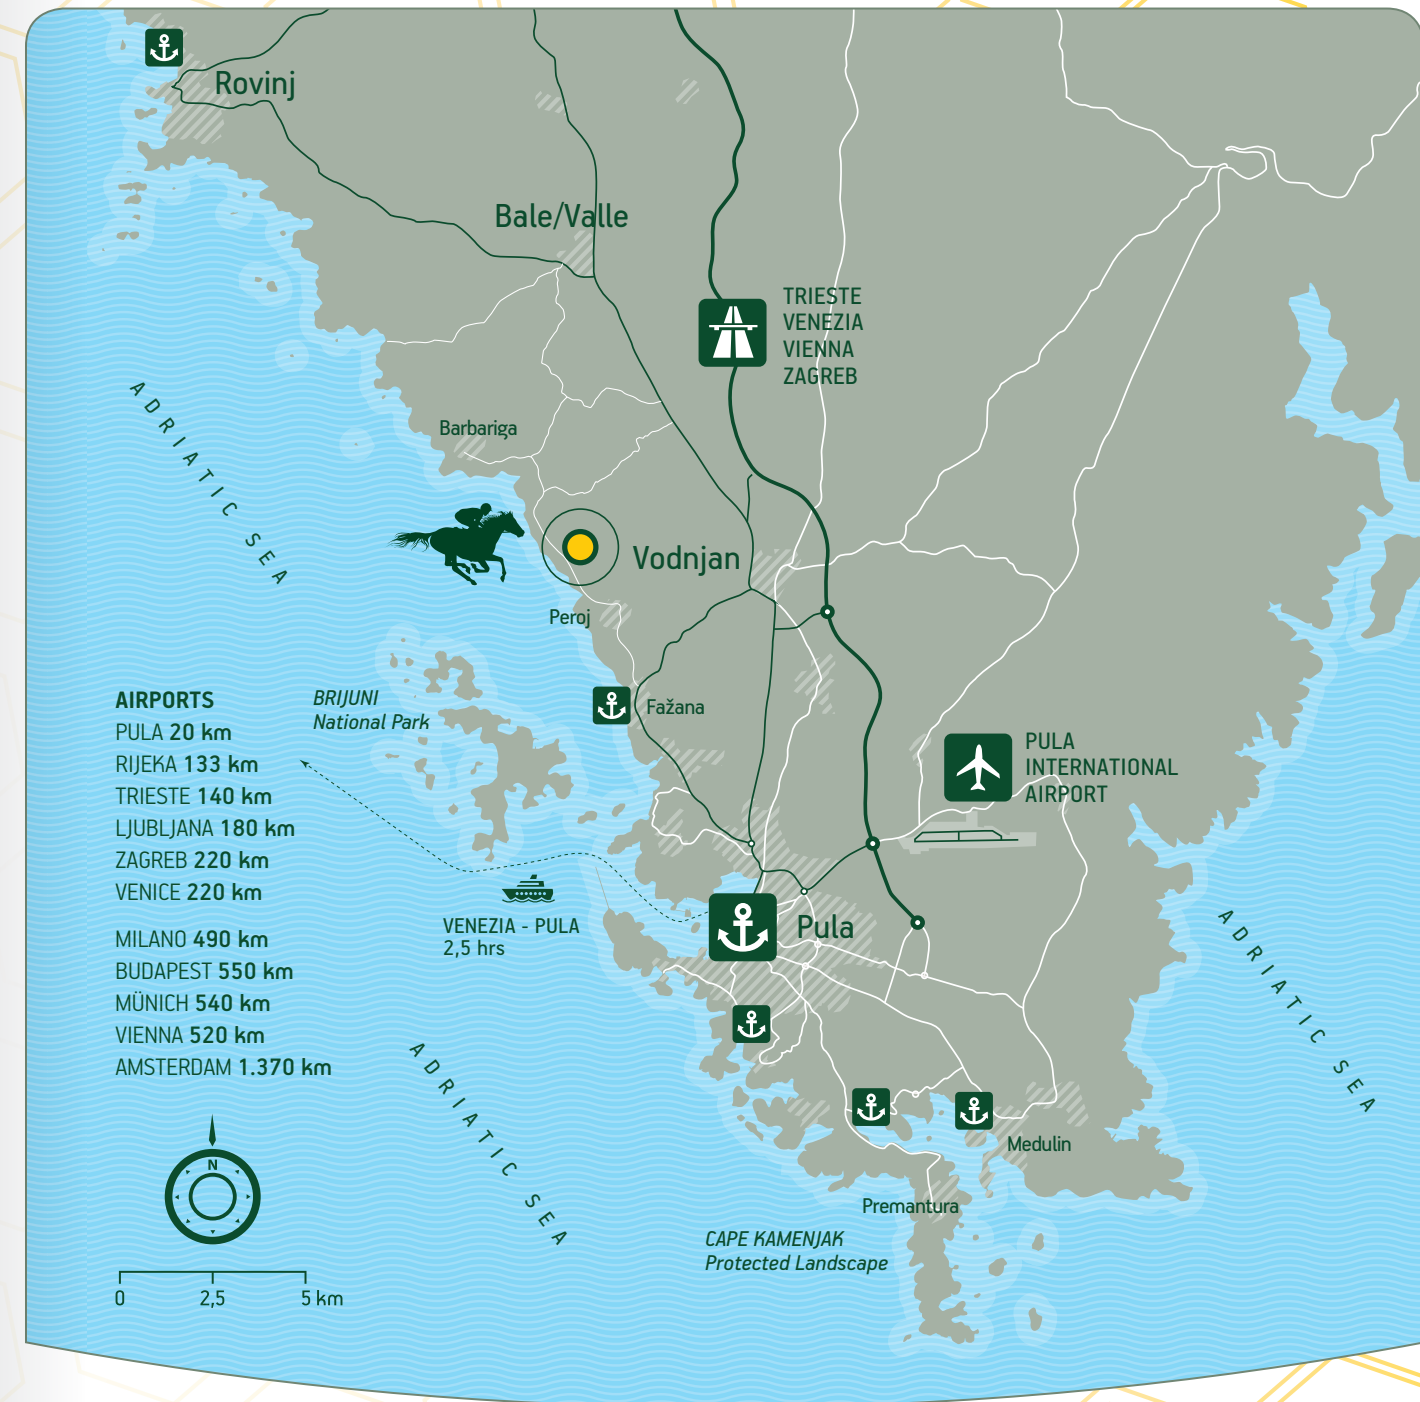 Rovinj
Bale/Valle
TRIESTE
VENEZIA
VIENNA
ZAGREB
ADRIATIC SEA
Barbariga
Vodnjan
Peroj
BRIJUNI
National Park
Fažana
AIRPORTS
PULA 20 km
RIJEKA 133 km
TRIESTE 140 km
LJUBLJANA 180 km
ZAGREB 220 km
VENICE 220 km
MILANO 490 km
BUDAPEST 550 km
MÜNICH 540 km
VIENNA 520 km
AMSTERDAM 1.370 km
PULA
INTERNATIONAL
AIRPORT
VENEZIA - PULA
2,5 hrs
Pula
ADRIATIC SEA
ADRIATIC SEA
Medulin
Premantura
CAPE KAMENJAK
Protected Landscape
N
0 2,5 5 km